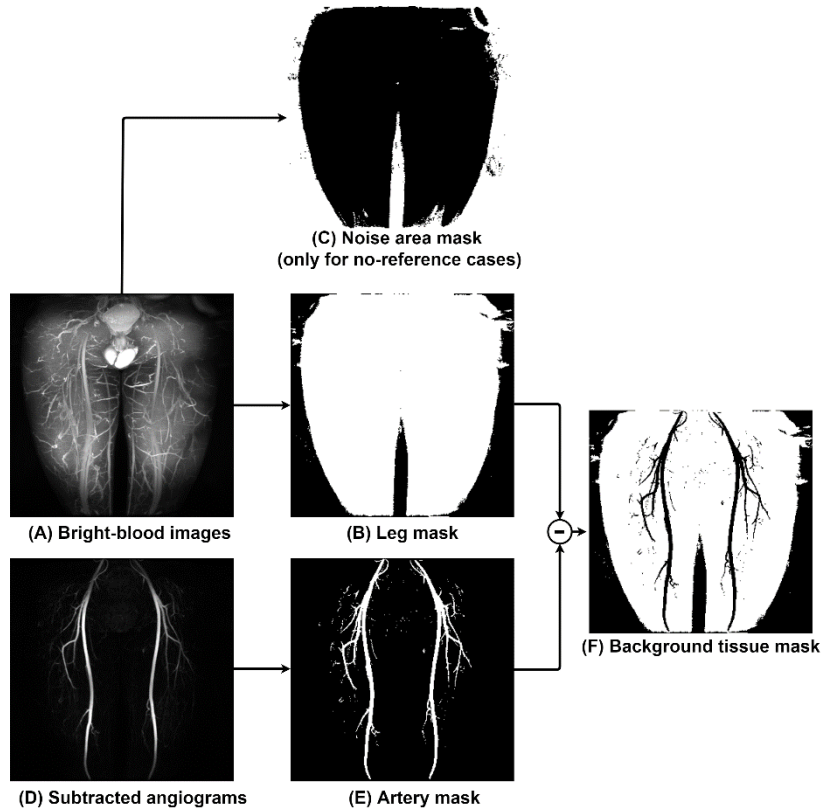 (C) Noise area mask
(only for no-reference cases)
(A) Bright-blood images
(B) Leg mask
-
(F) Background tissue mask
(D) Subtracted angiograms
(E) Artery mask